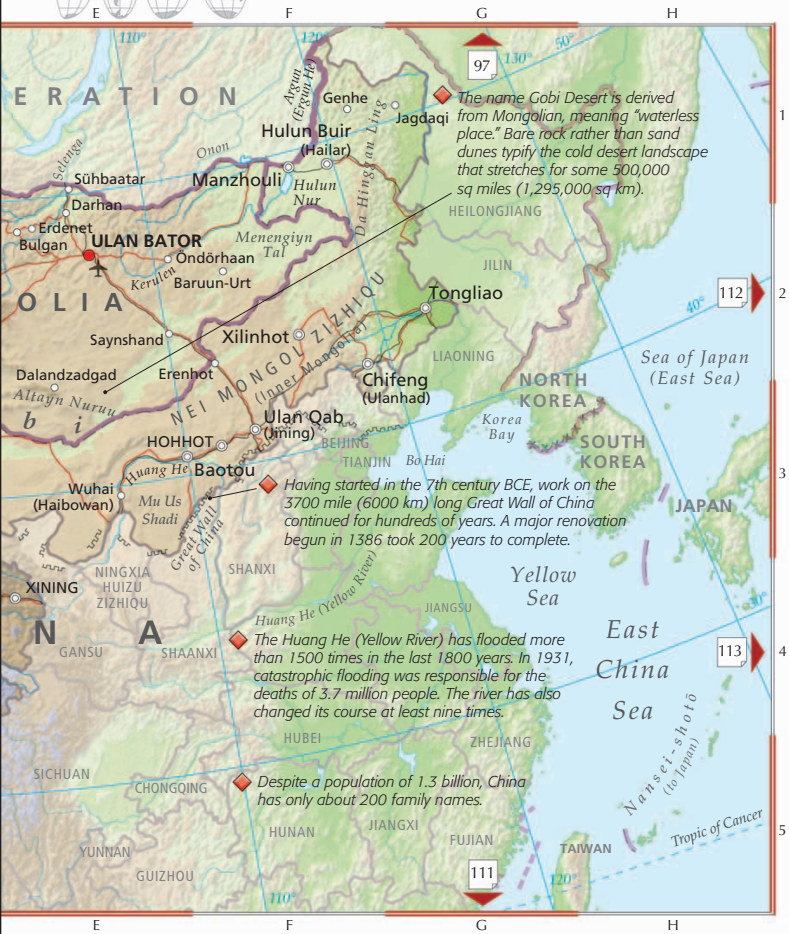 E F G H
110° 120° 130° 50°
97
E R A T I O N
Argun
(Ergun He)
Genhe
Jagdaqi
The name Gobi Desert is derived
from Mongolian, meaning “waterless
place.” Bare rock rather than sand
dunes typify the cold desert landscape
that stretches for some 500,000
sq miles (1,295,000 sq km).
1
Hulun Buir
(Hailar)
Da Hinggan Ling
Selenga
Onon
Manzhouli
Hulun
Nur
Sühbaatar
Darhan
Erdenet
Bulgan
ULAN BATOR
Menengiyn
Tal
HEILONGJIANG
Öndörhaan
Kerulen
Baruun-Urt
JILIN
O L I A
Tongliao
112
2
40°
Saynshand
Xilinhot
NEI MONGOL ZIZHIQU
(Inner Mongolia)
LIAONING
Sea of Japan
(East Sea)
Dalandzadgad
Erenhot
Altayn Nuruu
b i
Chifeng
(Ulanhad)
NORTH
KOREA
Ulan Qab
(Jining)
Korea
Bay
HOHHOT
BEIJING
SOUTH
KOREA
Huang He
Baotou
TIANJIN
Bo Hai
3
Wuhai
(Haibowan)
Mu Us
Shadi
Great Wall
of China
Having started in the 7th century BCE, work on the
3700 mile (6000 km) long Great Wall of China
continued for hundreds of years. A major renovation
begun in 1386 took 200 years to complete.
JAPAN
XINING
NINGXIA
HUIZU
ZIZHIQU
SHANXI
Yellow
Sea
30°
Huang He (Yellow River)
JIANGSU
N A
GANSU
SHAANXI
The Huang He (Yellow River) has flooded more
than 1500 times in the last 1800 years. In 1931,
catastrophic flooding was responsible for the
deaths of 3.7 million people. The river has also
changed its course at least nine times.
East
China
Sea
113
4
HUBEI
ZHEJIANG
Nansei-shotō
(to Japan)
SICHUAN
CHONGQING
Despite a population of 1.3 billion, China
has only about 200 family names.
HUNAN
JIANGXI
FUJIAN
5
Tropic of Cancer
YUNNAN
GUIZHOU
TAIWAN
111
110° 120°
E F G H